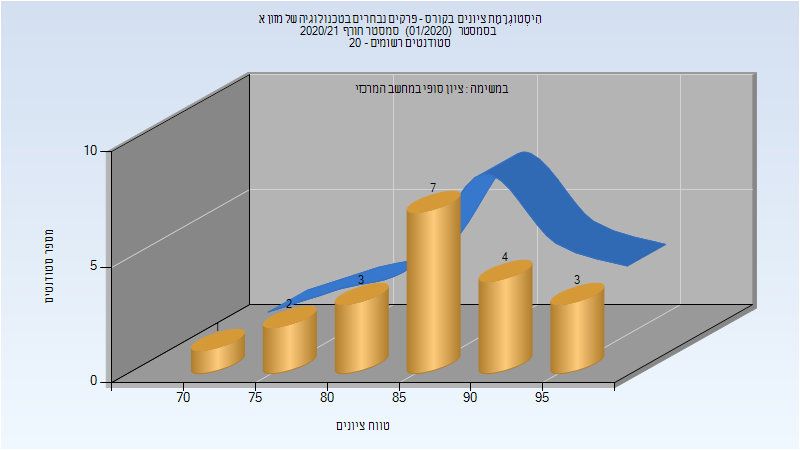 היסטוגרמת ציונים בקורס - פרקים נבחרים בטכנולוגיה של מזון א
בסמסטר (01/2020) סמסטר חורף 2020/21
סטודנטים רשומים - 20
במשימה : ציון סופי במחשב המרכזי
מספר סטודנטים
10
5
0
1
2
3
7
4
3
70 75 80 85 90 95
טווח ציונים